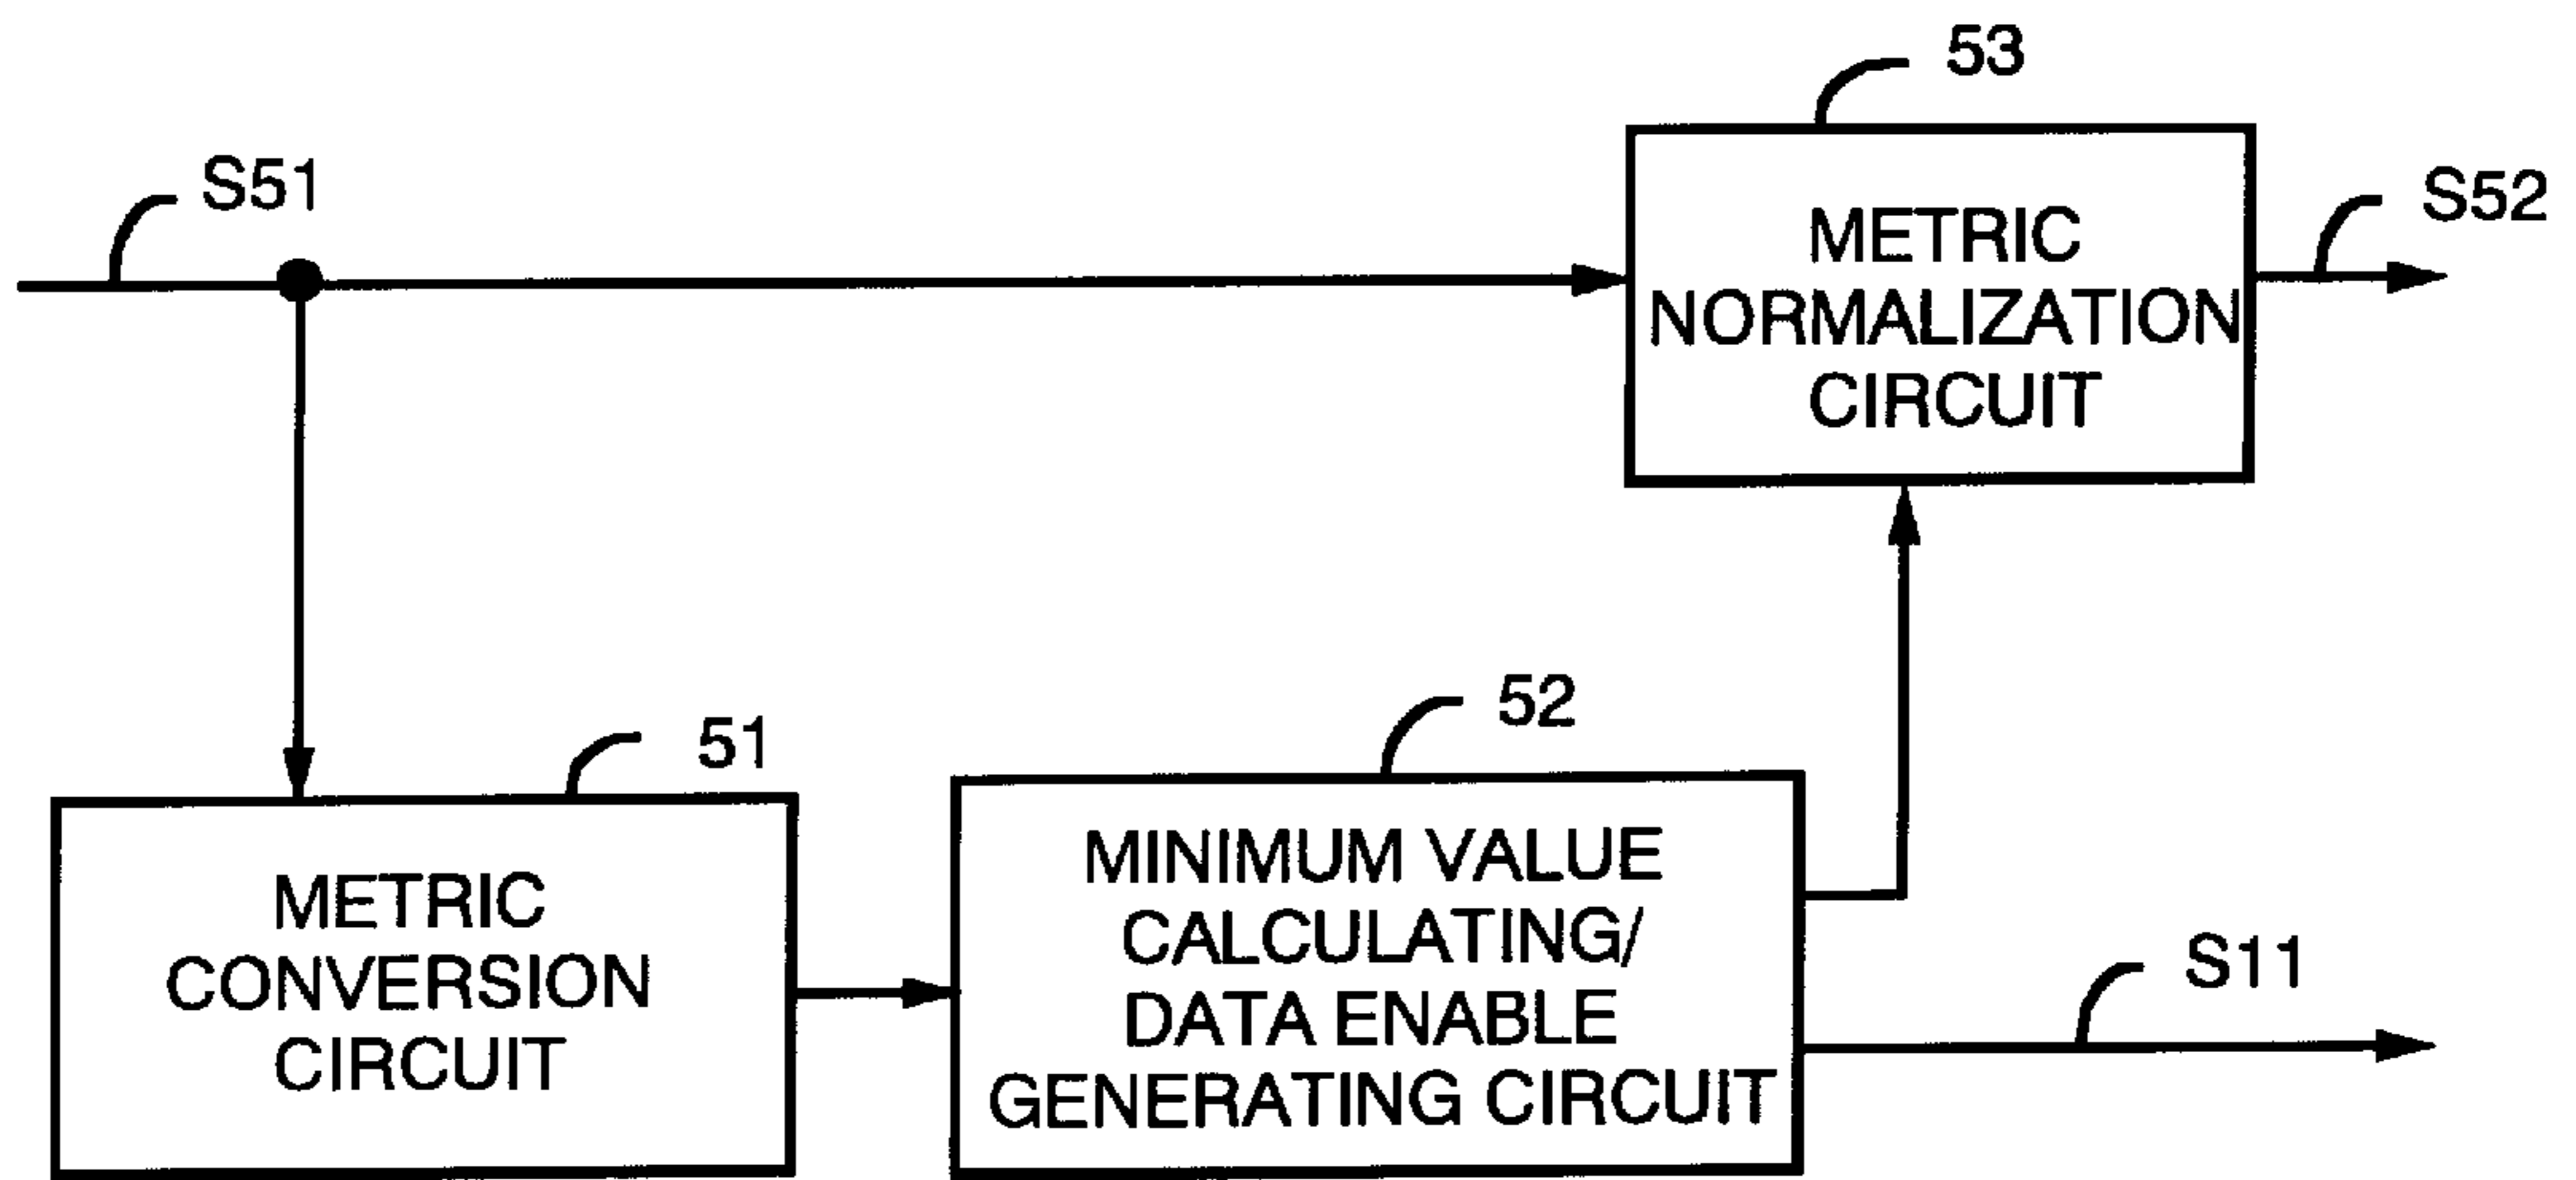 53
S51
S52
METRIC
NORMALIZATION
CIRCUIT
52
51
MINIMUM VALUE
CALCULATING/
DATA ENABLE
GENERATING CIRCUIT
METRIC
CONVERSION
CIRCUIT
S11